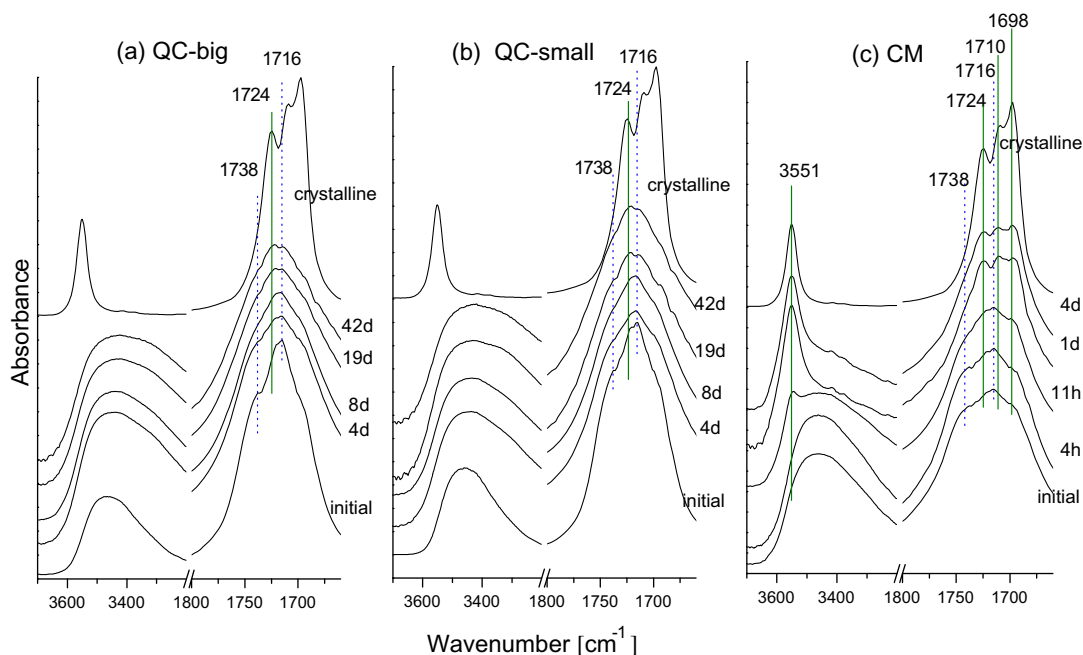 (a) QC-big
1716
1724
1738
crystalline
42d
19d
8d
4d
initial
3600
3400
1800
1750
1700
(b) QC-small
1716
1724
1738
crystalline
42d
19d
8d
4d
initial
3600
3400
1800
1750
1700
(c) CM
1698
1710
1716
1724
1738
3551
crystalline
4d
1d
11h
4h
initial
3600
3400
1800
1750
1700
Absorbance
Wavenumber [cm-1]